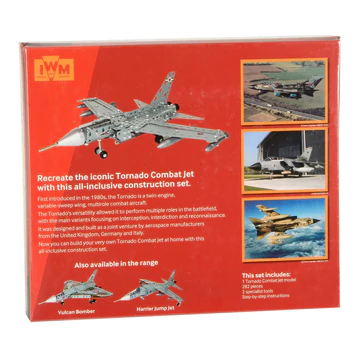 IWM
Recreate the iconic Tornado Combat Jet
with this all-inclusive construction set.
First introduced in the 1980s, the Tornado is a twin-engine,
variable-sweep wing, multirole combat aircraft.
The Tornado's versatility allowed it to perform multiple roles in the battlefield,
with the main variants focusing on interception, interdiction and reconnaissance.
It was designed and built as a joint venture by aerospace manufacturers
from the United Kingdom, Germany and Italy.
Now you can build your very own Tornado Combat Jet at home with this
all-inclusive construction set.
Also available in the range
Vulcan Bomber
Harrier Jump Jet
This set includes:
1 Tornado Combat Jet model
282 pieces
2 specialist tools
Step-by-step instructions